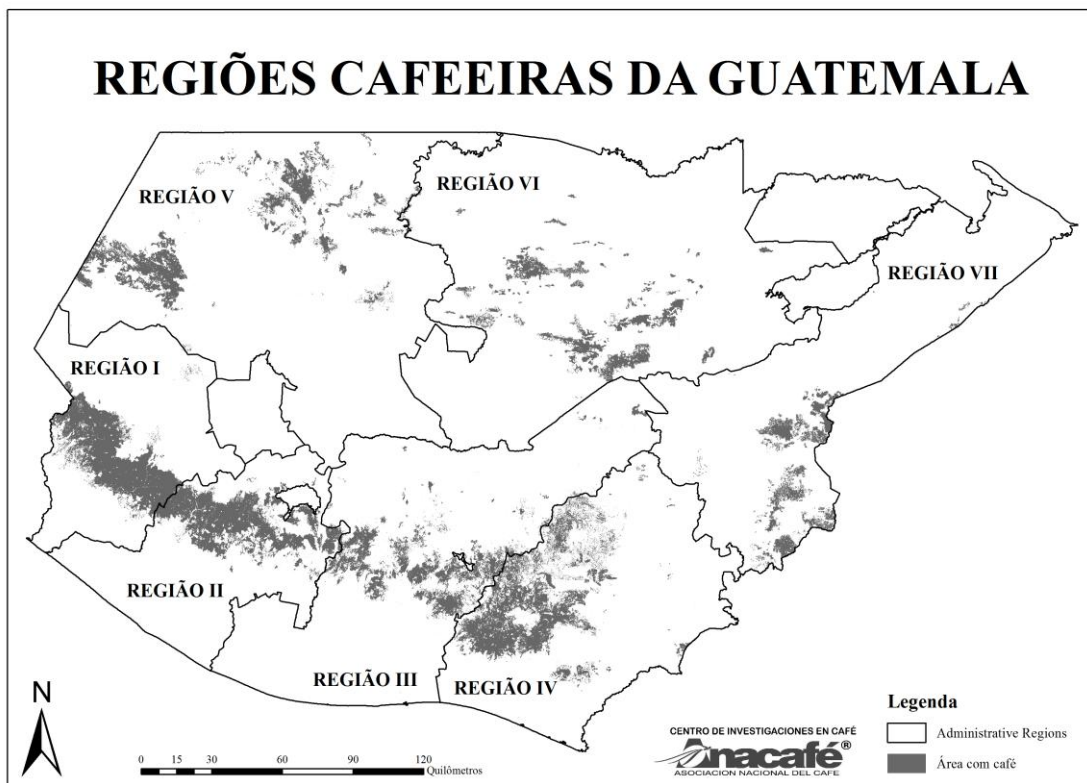 REGIÕES CAFEEIRAS DA GUATEMALA
REGIÃO V
REGIÃO VI
REGIÃO VII
REGIÃO I
REGIÃO II
REGIÃO III
REGIÃO IV
N
0 15 30 60 90 120
Quilômetros
CENTRO DE INVESTIGACIONES EN CAFÉ
Anacafé®
ASOCIACION NACIONAL DEL CAFE
Legenda
Administrative Regions
Área com café